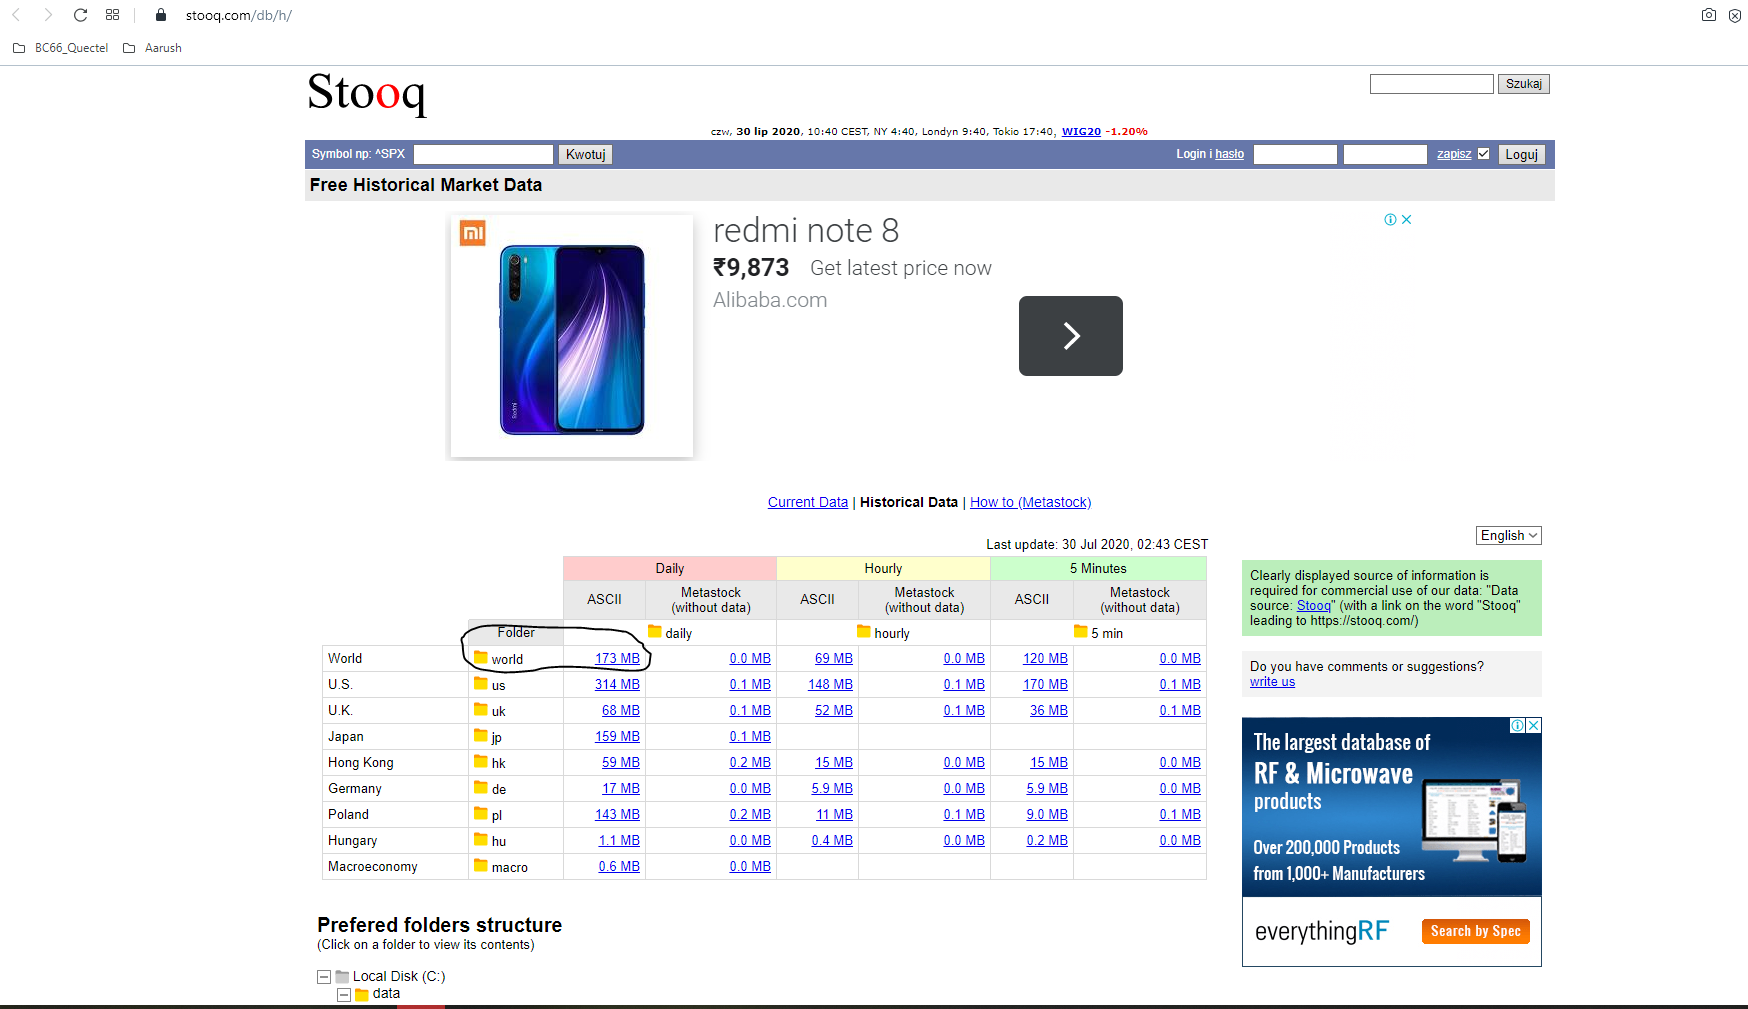 stooq.com/db/h/
BC66_Quectel Aarush
Stooq
Szukaj
czw, 30 lip 2020, 10:40 CEST, NY 4:40, Londyn 9:40, Tokio 17:40, WIG20 -1.20%
Symbol np: ^SPX Kwotuj Login i hasło zapisz Loguj
Free Historical Market Data
mi
redmi note 8
₹9,873 Get latest price now
Alibaba.com
Redmi
Current Data | Historical Data | How to (Metastock)
English
Last update: 30 Jul 2020, 02:43 CEST
Daily Hourly 5 Minutes
ASCII Metastock (without data) ASCII Metastock (without data) ASCII Metastock (without data)
Folder daily hourly 5 min
World world 173 MB 0.0 MB 69 MB 0.0 MB 120 MB 0.0 MB
U.S. us 314 MB 0.1 MB 148 MB 0.1 MB 170 MB 0.1 MB
U.K. uk 68 MB 0.1 MB 52 MB 0.1 MB 36 MB 0.1 MB
Japan jp 159 MB 0.1 MB
Hong Kong hk 59 MB 0.2 MB 15 MB 0.0 MB 15 MB 0.0 MB
Germany de 17 MB 0.0 MB 5.9 MB 0.0 MB 5.9 MB 0.0 MB
Poland pl 143 MB 0.2 MB 11 MB 0.1 MB 9.0 MB 0.1 MB
Hungary hu 1.1 MB 0.0 MB 0.4 MB 0.0 MB 0.2 MB 0.0 MB
Macroeconomy macro 0.6 MB 0.0 MB
Clearly displayed source of information is
required for commercial use of our data: "Data
source: Stooq" (with a link on the word "Stooq"
leading to https://stooq.com/)
Do you have comments or suggestions?
write us
The largest database of
RF & Microwave
products
Over 200,000 Products
from 1,000+ Manufacturers
everythingRF Search by Spec
Prefered folders structure
(Click on a folder to view its contents)
Local Disk (C:)
data